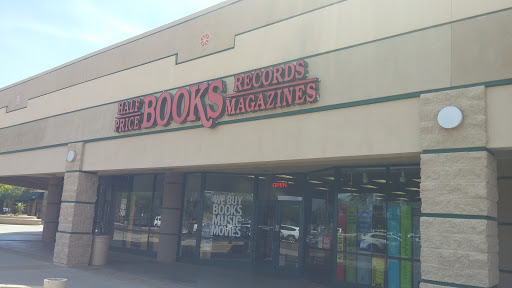 HALF PRICE BOOKS RECORDS MAGAZINES
OPEN
WE BUY
BOOKS
MUSIC
MOVIES